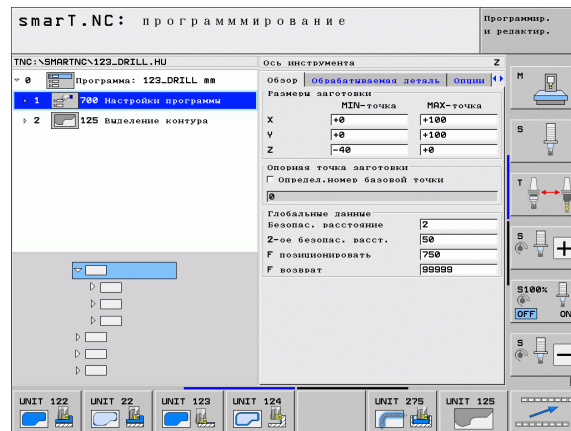 smarT.NC: программмирование
Программир.
и редактир.
TNC:\SMARTNC\123_DRILL.HU
Ось инструмента Z
0 Программа: 123_DRILL mm
1 700 Настройки программы
2 125 Выделение контура
Обзор Обрабатываемая деталь Опции
Размеры заготовки
MIN-точка MAX-точка
X +0 +100
Y +0 +100
Z -40 +0
Опорная точка заготовки
Определ.номер базовой точки
0
Глобальные данные
Безопас. расстояние 2
2-ое безопас. расст. 50
F позиционировать 750
F возврат 99999
M
S
T
S
S100%
OFF ON
S
UNIT 122
UNIT 22
UNIT 123
UNIT 124
UNIT 275
UNIT 125